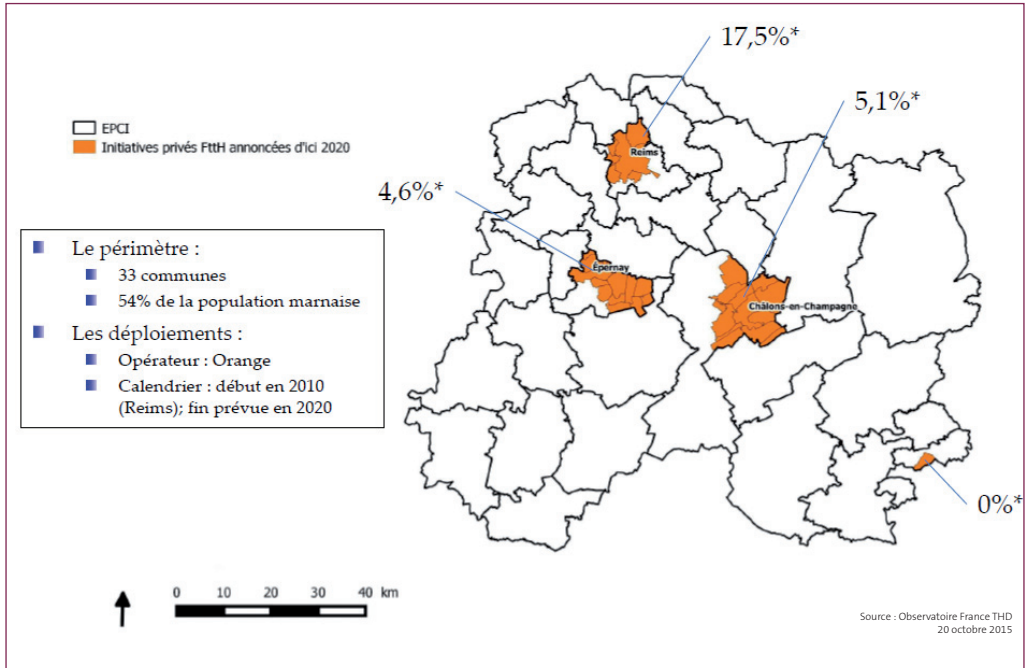 17,5%*
5,1%*
EPCI
Initiatives privés FttH annoncées d'ici 2020
Reims
4,6%*
Le périmètre :
33 communes
54% de la population marnaise
Les déploiements :
Opérateur : Orange
Calendrier : début en 2010
(Reims); fin prévue en 2020
Épernay
Châlons-en-Champagne
0%*
0 10 20 30 40 km
Source : Observatoire France THD
20 octobre 2015